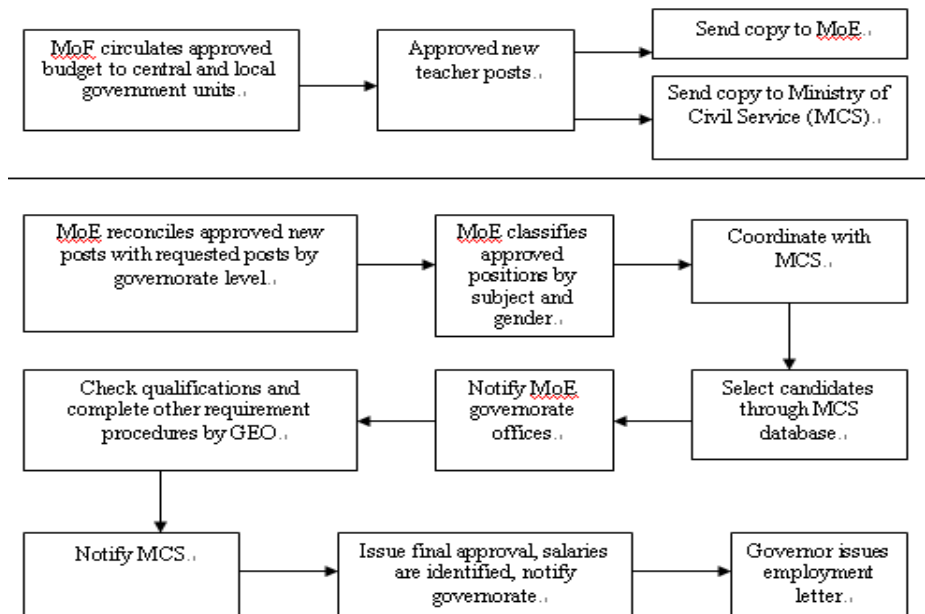 MoF circulates approved
budget to central and local
government units.
Approved new
teacher posts.
Send copy to MoE.
Send copy to Ministry of
Civil Service (MCS).
MoE reconciles approved new
posts with requested posts by
governorate level.
MoE classifies
approved
positions by
subject and
gender.
Coordinate with
MCS.
Select candidates
through MCS
database.
Notify MoE
governorate
offices.
Check qualifications and
complete other requirement
procedures by GEO.
Notify MCS.
Issue final approval, salaries
are identified, notify
governorate.
Governor issues
employment
letter.